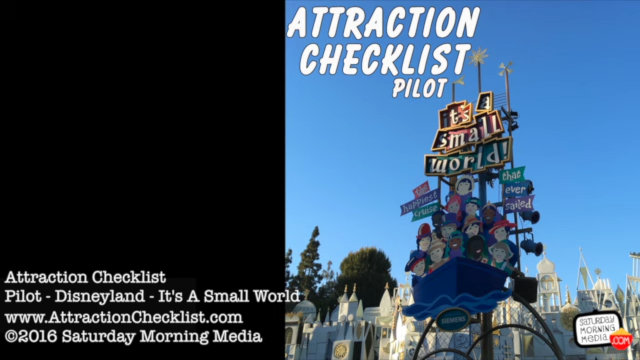 ATTRACTION
CHECKLIST
PILOT
it's a
small
world!
the
happiest
cruise
that
ever
sailed
SIEMENS
Attraction Checklist
Pilot - Disneyland - It's A Small World
www.AttractionChecklist.com
©2016 Saturday Morning Media
SATURDAY
MORNING
MEDIA
.COM